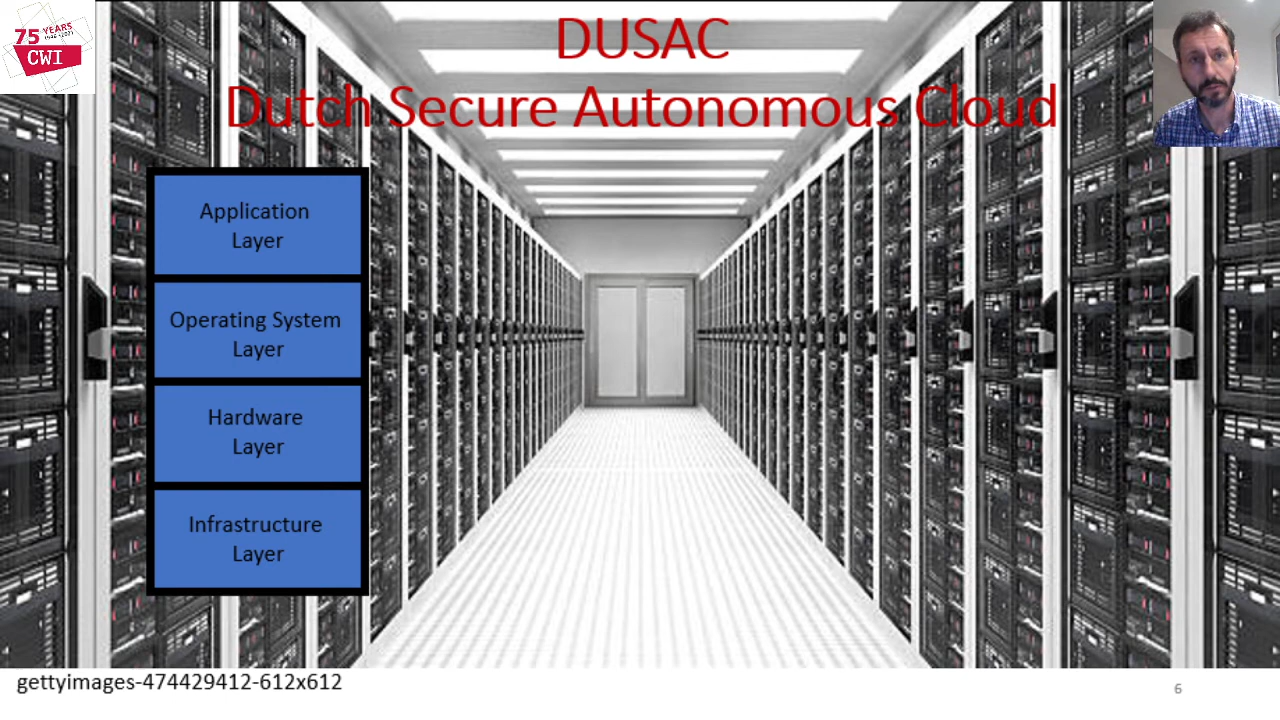 75 YEARS
CWI
DUSAC
Dutch Secure Autonomous Cloud
Application
Layer
Operating System
Layer
Hardware
Layer
Infrastructure
Layer
gettyimages-474429412-612x612
6